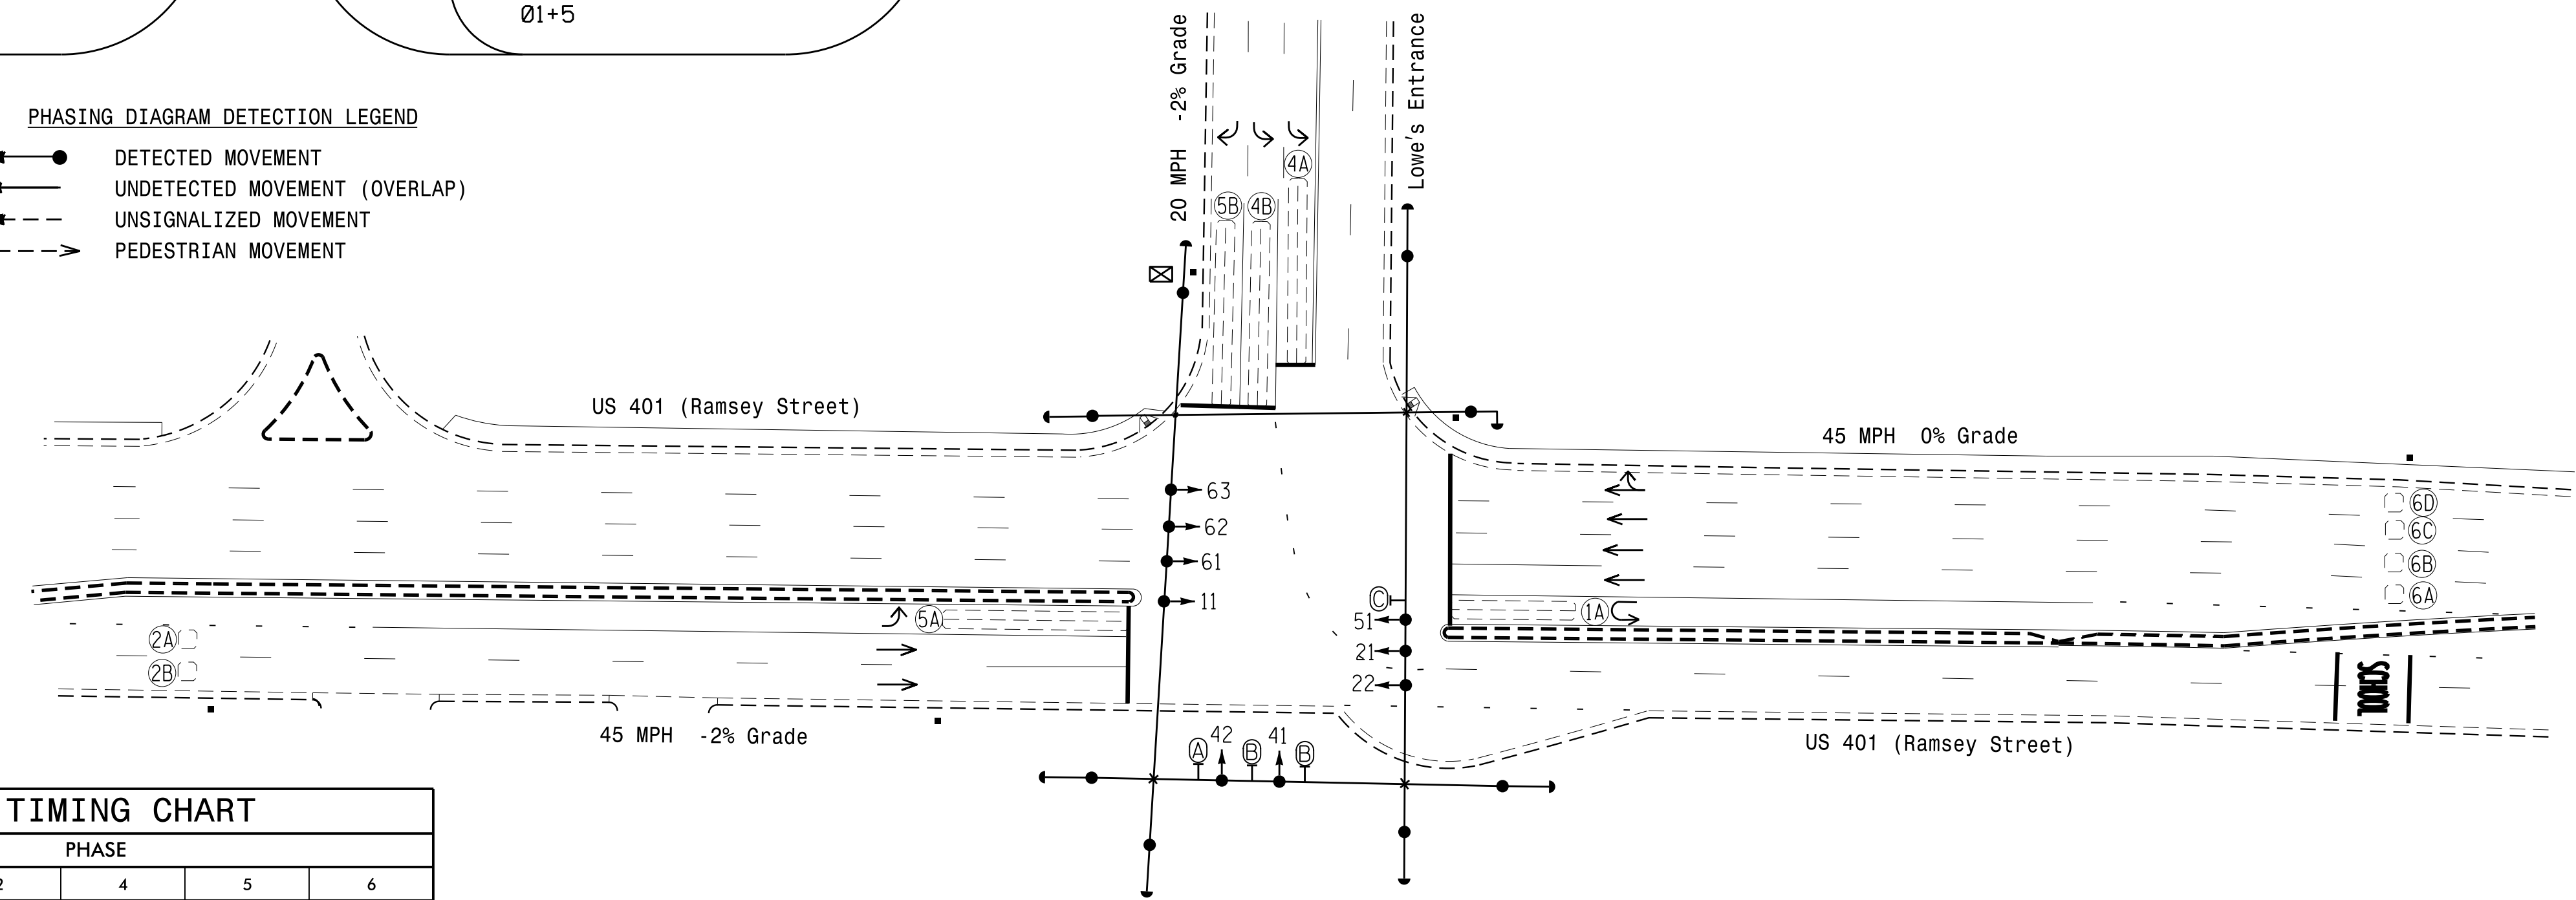 Ø1+5
PHASING DIAGRAM DETECTION LEGEND
DETECTED MOVEMENT
UNDETECTED MOVEMENT (OVERLAP)
UNSIGNALIZED MOVEMENT
PEDESTRIAN MOVEMENT
20 MPH -2% Grade
Lowe's Entrance
4A
5B 4B
US 401 (Ramsey Street)
45 MPH 0% Grade
63
62
61
11
6D
6C
6B
6A
C
51
21
22
1A
5A
2A
2B
SCHOOL
45 MPH -2% Grade
A 42 B 41 B
US 401 (Ramsey Street)
TIMING CHART
PHASE
2 4 5 6